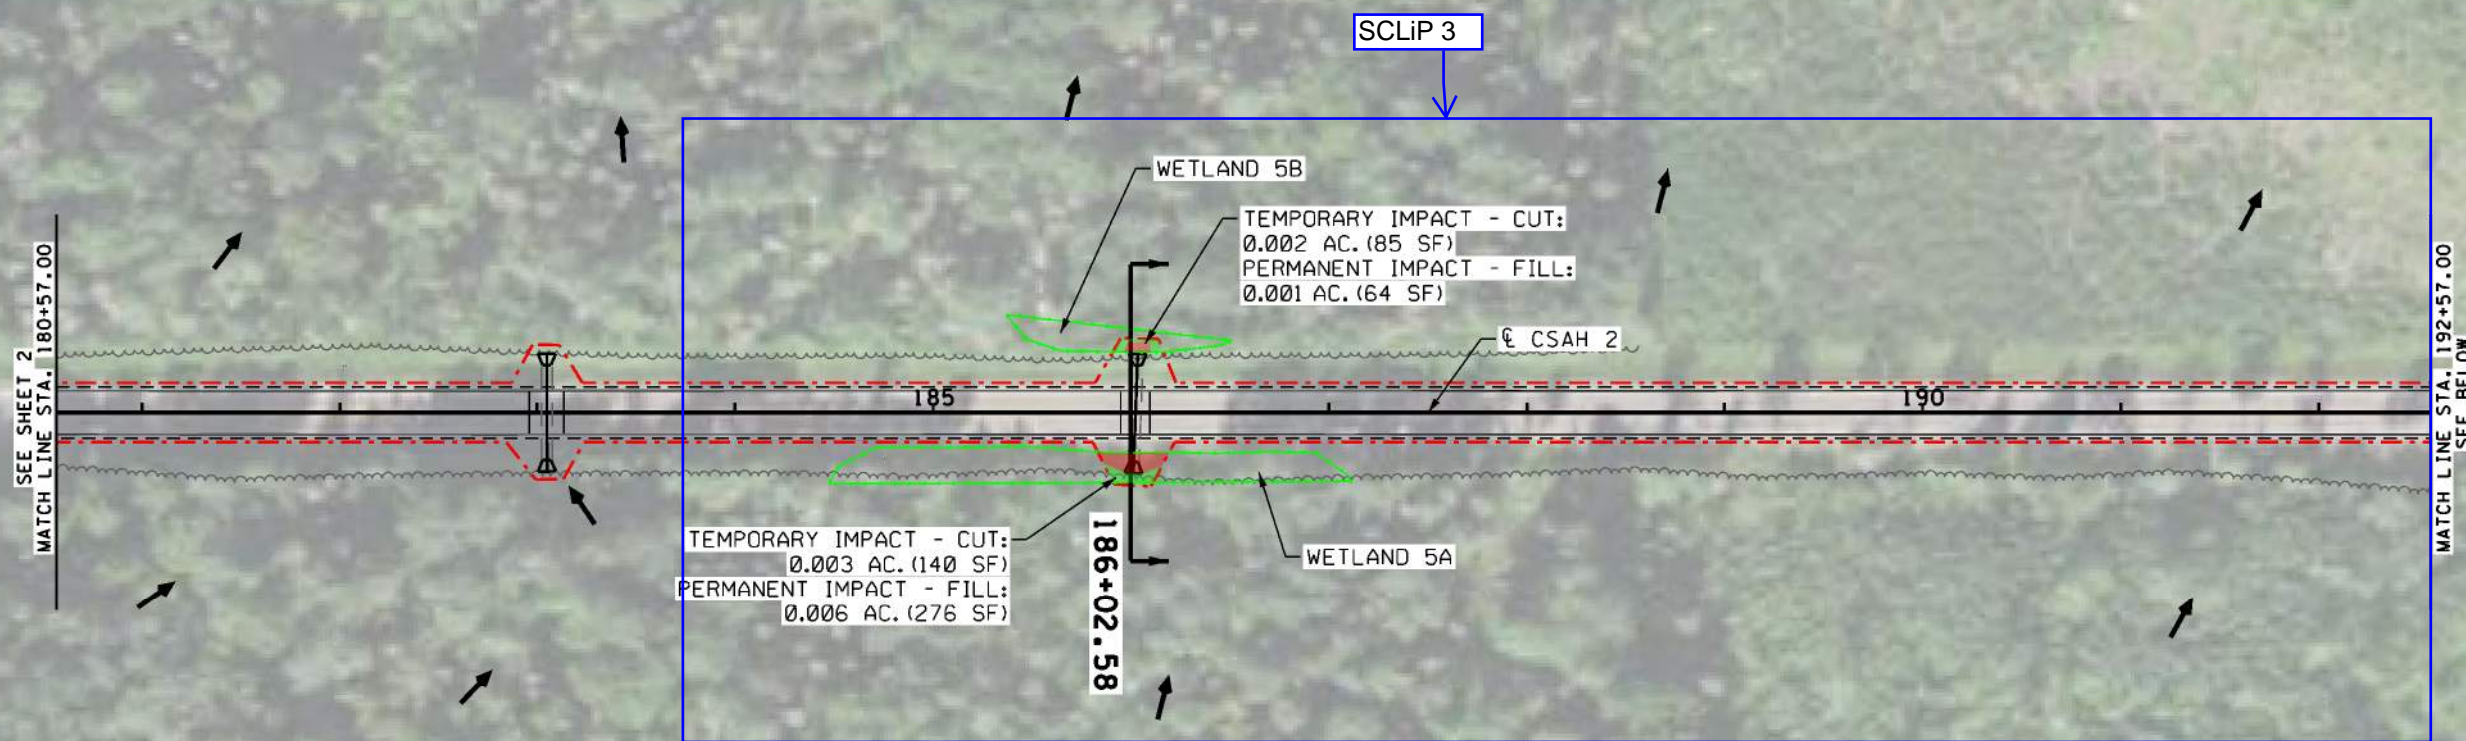 SCLiP 3
WETLAND 5B
TEMPORARY IMPACT - CUT:
0.002 AC. (85 SF)
PERMANENT IMPACT - FILL:
0.001 AC. (64 SF)
SEE SHEET 2
MATCH LINE STA. 180+57.00
℄ CSAH 2
185
190
MATCH LINE STA. 192+57.00
SEE BELOW
TEMPORARY IMPACT - CUT:
0.003 AC. (140 SF)
PERMANENT IMPACT - FILL:
0.006 AC. (276 SF)
186+02.58
WETLAND 5A